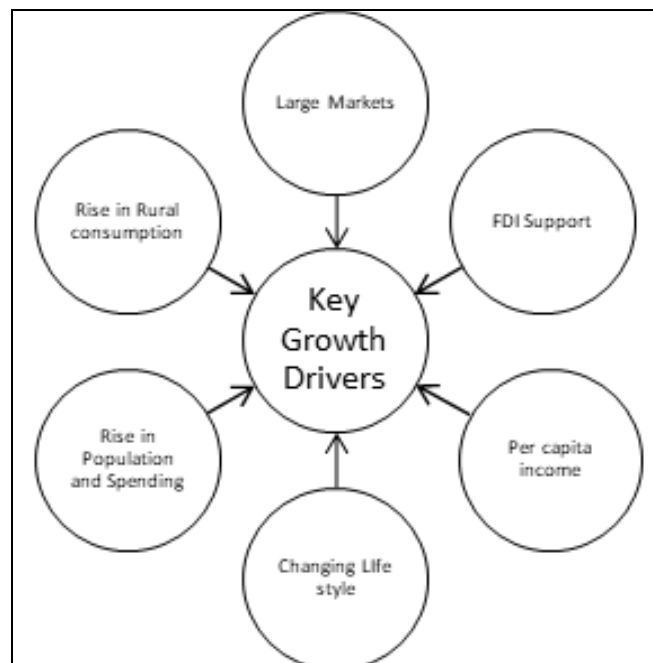 Large Markets
Rise in Rural
consumption
FDI Support
Key
Growth
Drivers
Rise in
Population
and Spending
Per capita
income
Changing LIfe
style